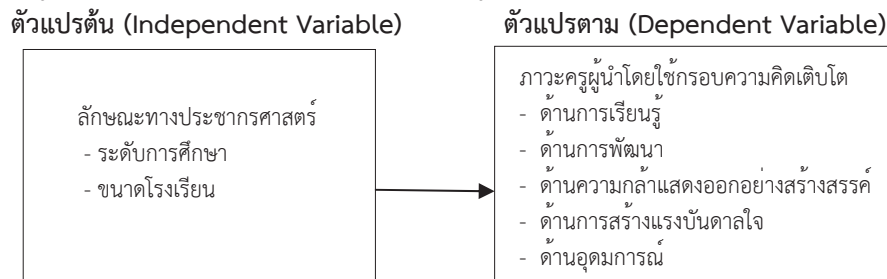 ตัวแปรต้น (Independent Variable)
ลักษณะทางประชากรศาสตร์
- ระดับการศึกษา
- ขนาดโรงเรียน
ตัวแปรตาม (Dependent Variable)
ภาวะครูผู้นำโดยใช้กรอบความคิดเติบโต
- ด้านการเรียนรู้
- ด้านการพัฒนา
- ด้านความกล้าแสดงออกอย่างสร้างสรรค์
- ด้านการสร้างแรงบันดาลใจ
- ด้านอุดมการณ์